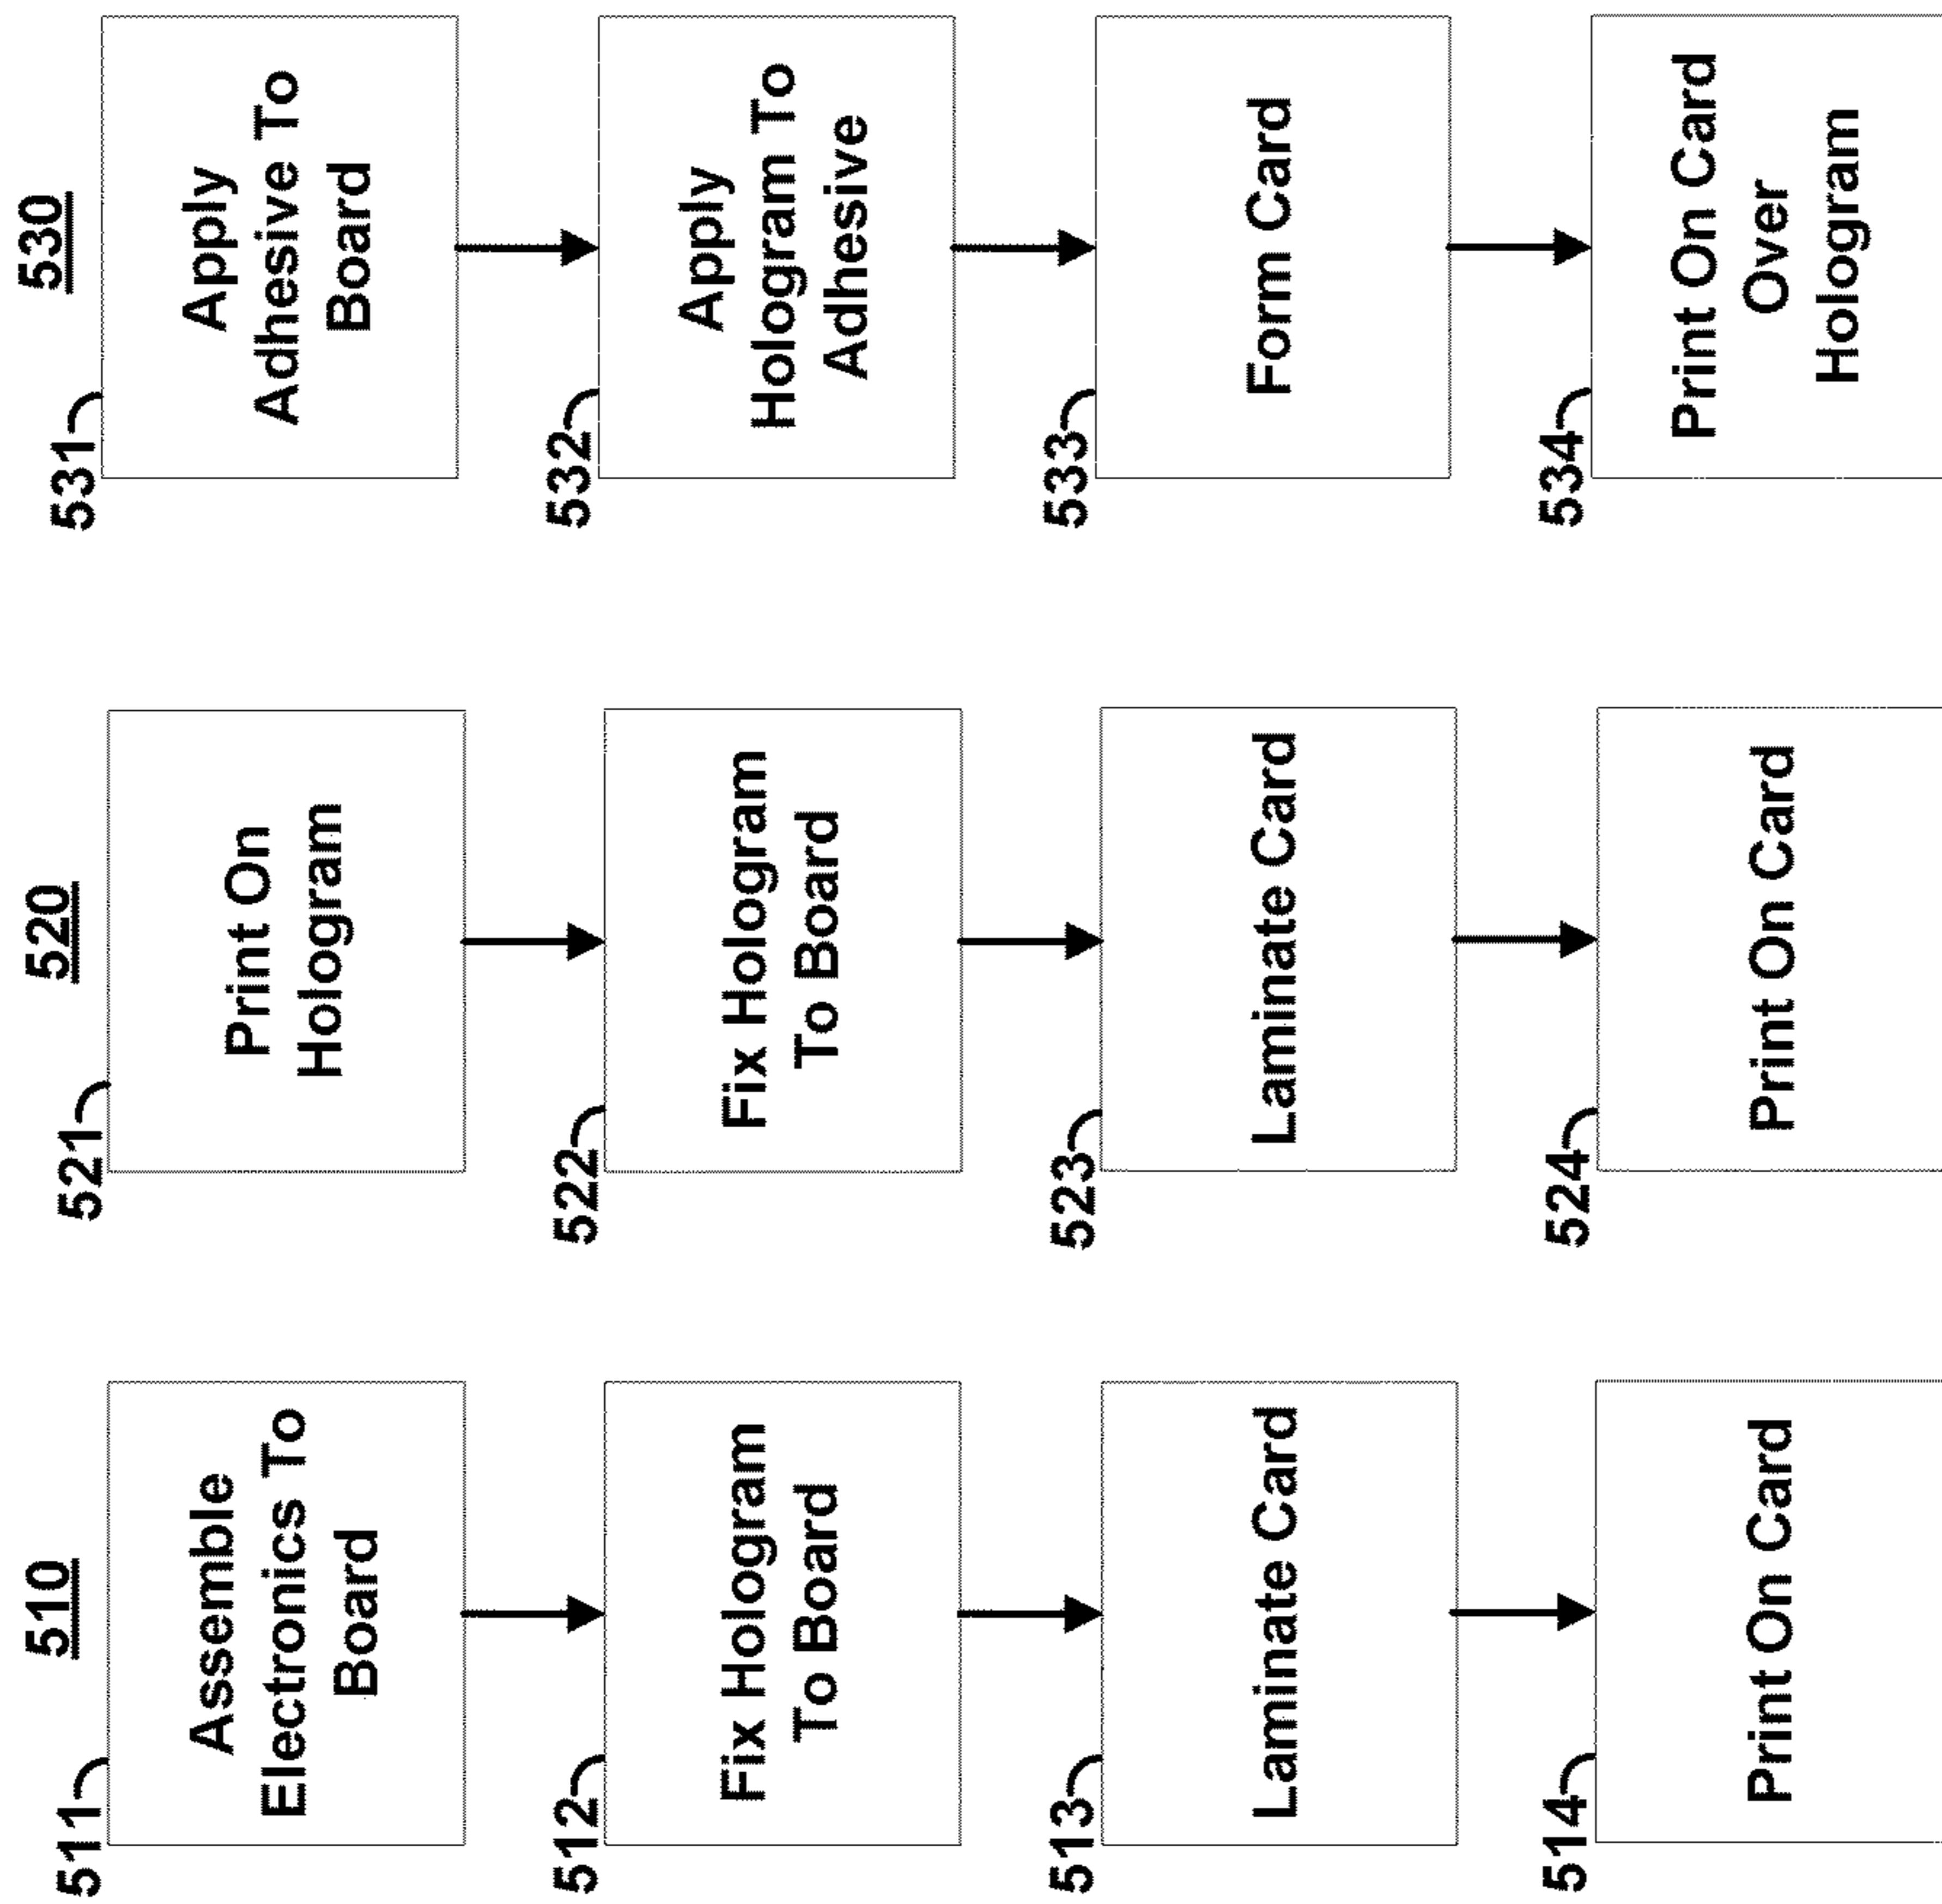 510
511
Assemble
Electronics To
Board
512
Fix Hologram
To Board
513
Laminate Card
514
Print On Card
520
521
Print On
Hologram
522
Fix Hologram
To Board
523
Laminate Card
524
Print On Card
530
531
Apply
Adhesive To
Board
532
Apply
Hologram To
Adhesive
533
Form Card
534
Print On Card
Over
Hologram